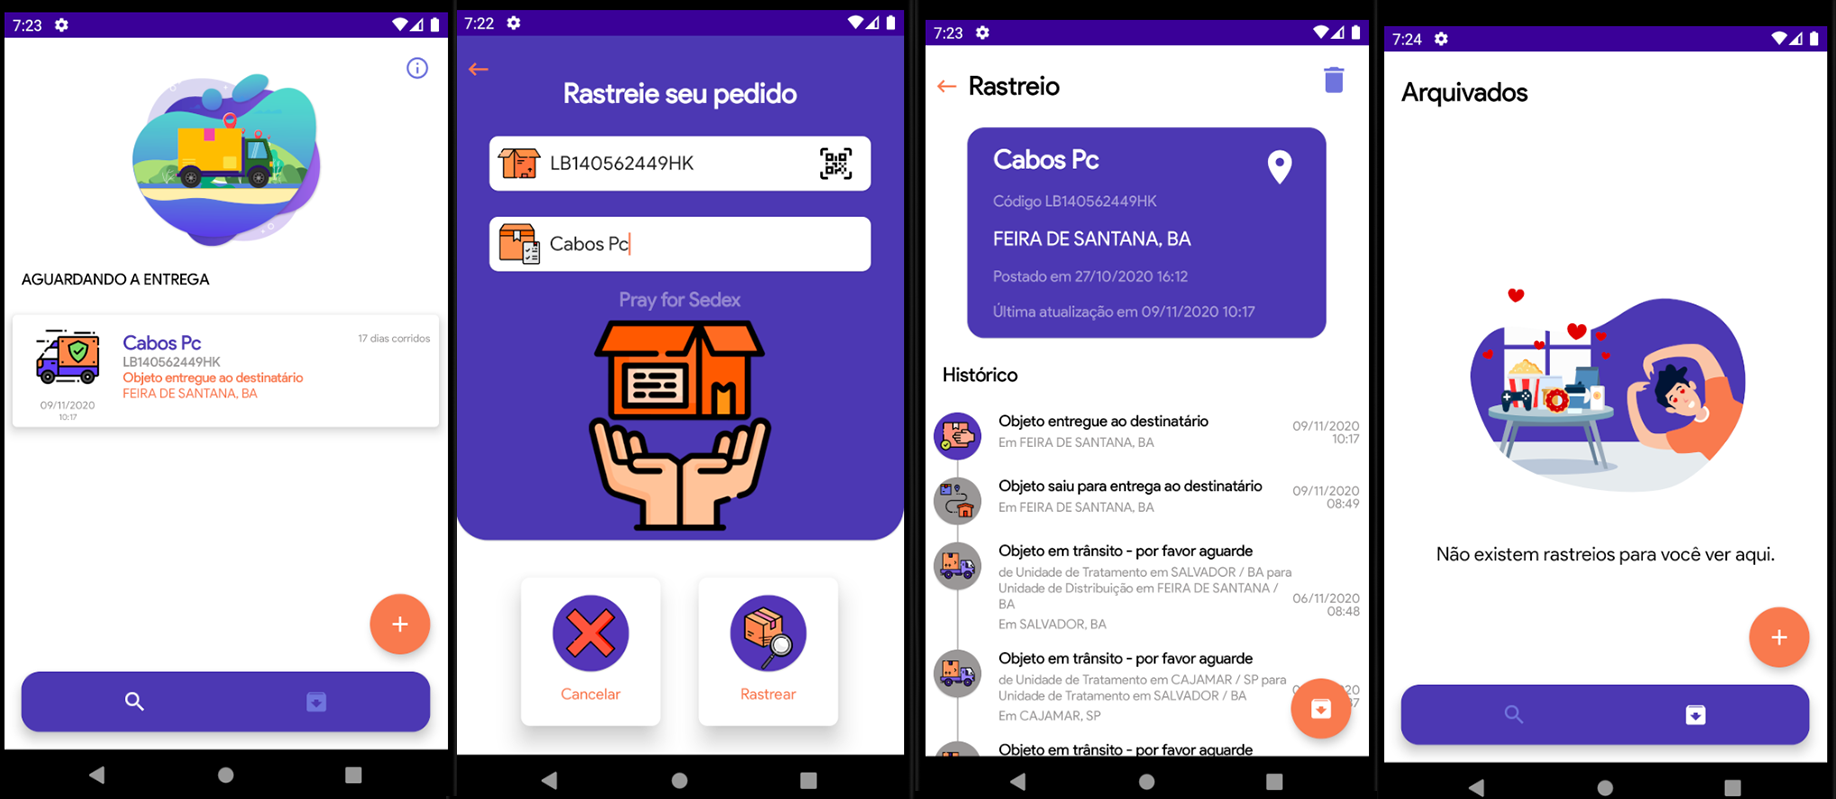 7:23
AGUARDANDO A ENTREGA
Cabos Pc
17 dias corridos
LB140562449HK
Objeto entregue ao destinatário
FEIRA DE SANTANA, BA
09/11/2020
10:17
7:22
Rastreie seu pedido
LB140562449HK
Cabos Pc
Pray for Sedex
Cancelar
Rastrear
7:23
Rastreio
Cabos Pc
Código LB140562449HK
FEIRA DE SANTANA, BA
Postado em 27/10/2020 16:12
Última atualização em 09/11/2020 10:17
Histórico
Objeto entregue ao destinatário
Em FEIRA DE SANTANA, BA
09/11/2020
10:17
Objeto saiu para entrega ao destinatário
Em FEIRA DE SANTANA, BA
09/11/2020
08:49
Objeto em trânsito - por favor aguarde
de Unidade de Tratamento em SALVADOR / BA para
Unidade de Distribuição em FEIRA DE SANTANA /
BA
Em SALVADOR, BA
06/11/2020
08:48
Objeto em trânsito - por favor aguarde
de Unidade de Tratamento em CAJAMAR / SP para
Unidade de Tratamento em SALVADOR / BA
Em CAJAMAR, SP
Objeto em trânsito - por favor aguarde
7:24
Arquivados
Não existem rastreios para você ver aqui.